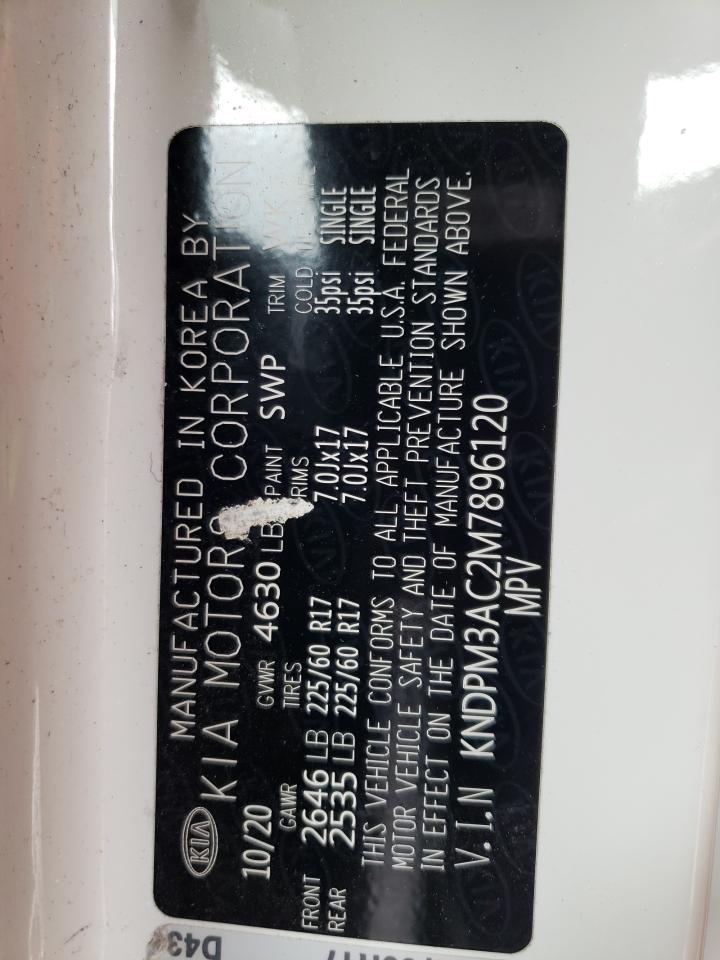 KIA
MANUFACTURED IN KOREA BY
KIA MOTORS CORPORATION
10/20 GVWR 4630 LB PAINT SWP TRIM WK
GAWR TIRES RIMS COLD
FRONT 2646 LB 225/60 R17 7.0Jx17 35psi SINGLE
REAR 2535 LB 225/60 R17 7.0Jx17 35psi SINGLE
THIS VEHICLE CONFORMS TO ALL APPLICABLE U.S.A. FEDERAL
MOTOR VEHICLE SAFETY AND THEFT PREVENTION STANDARDS
IN EFFECT ON THE DATE OF MANUFACTURE SHOWN ABOVE.
V.I.N KNDPM3AC2M7896120
MPV
D43